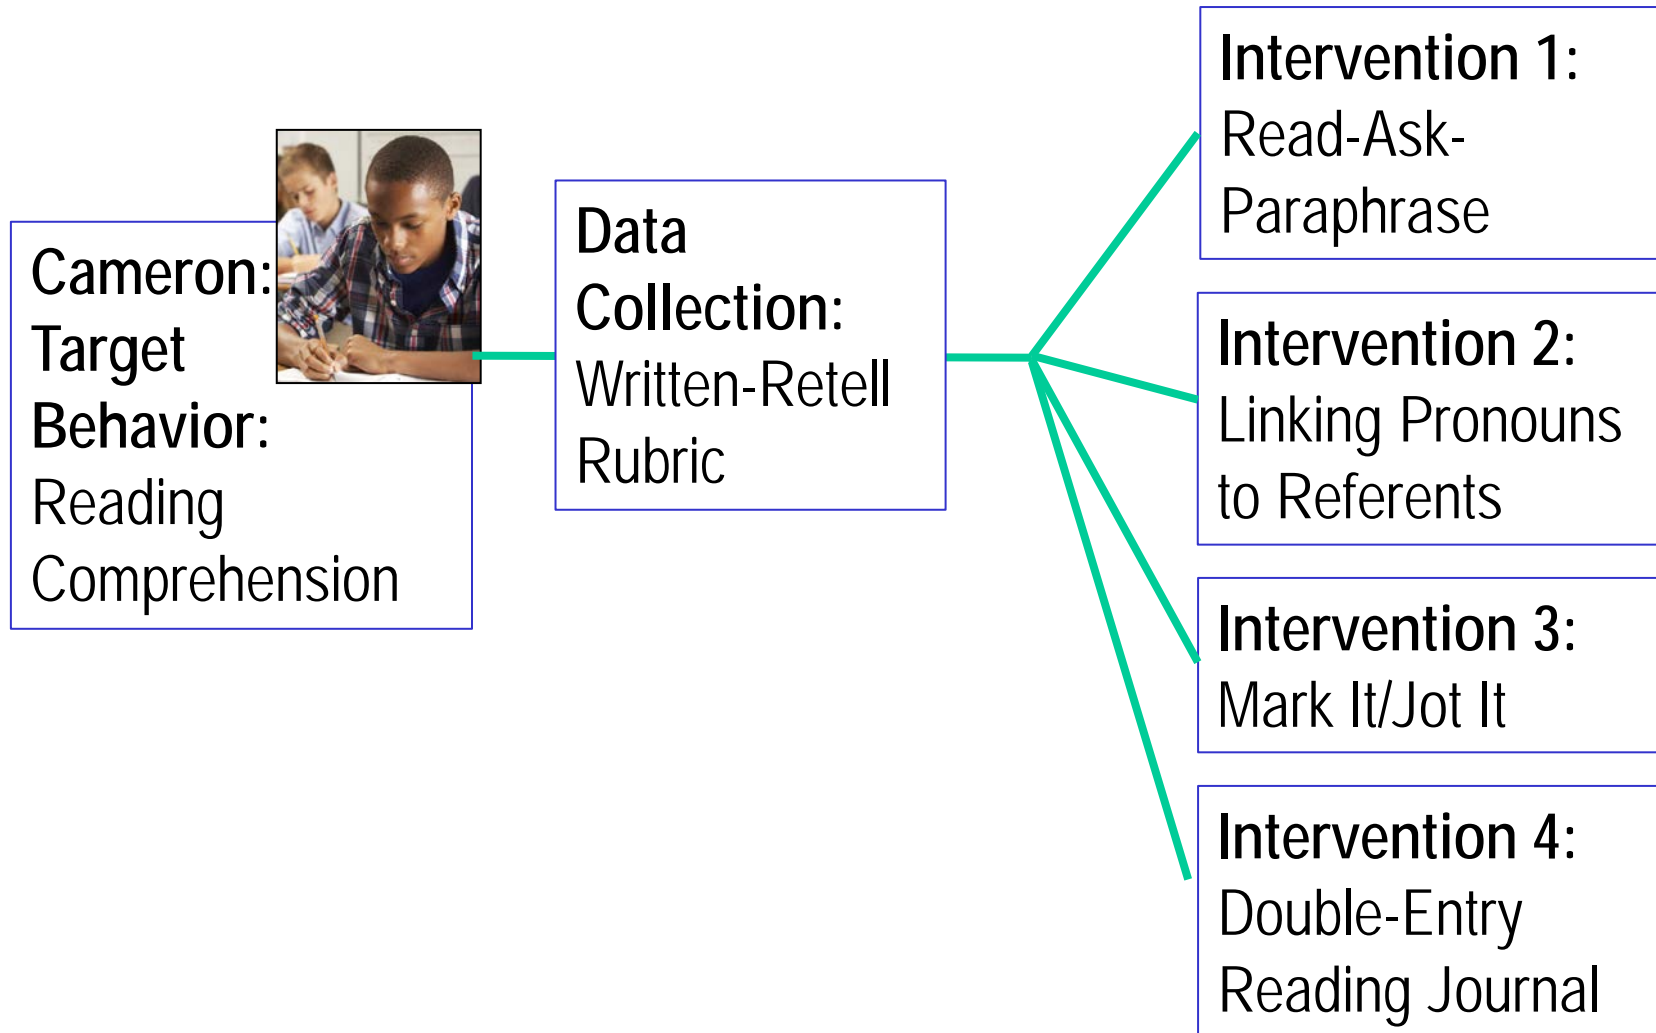 Cameron:
Target
Behavior:
Reading
Comprehension
Data
Collection:
Written-Retell
Rubric
Intervention 1:
Read-Ask-
Paraphrase
Intervention 2:
Linking Pronouns
to Referents
Intervention 3:
Mark It/Jot It
Intervention 4:
Double-Entry
Reading Journal